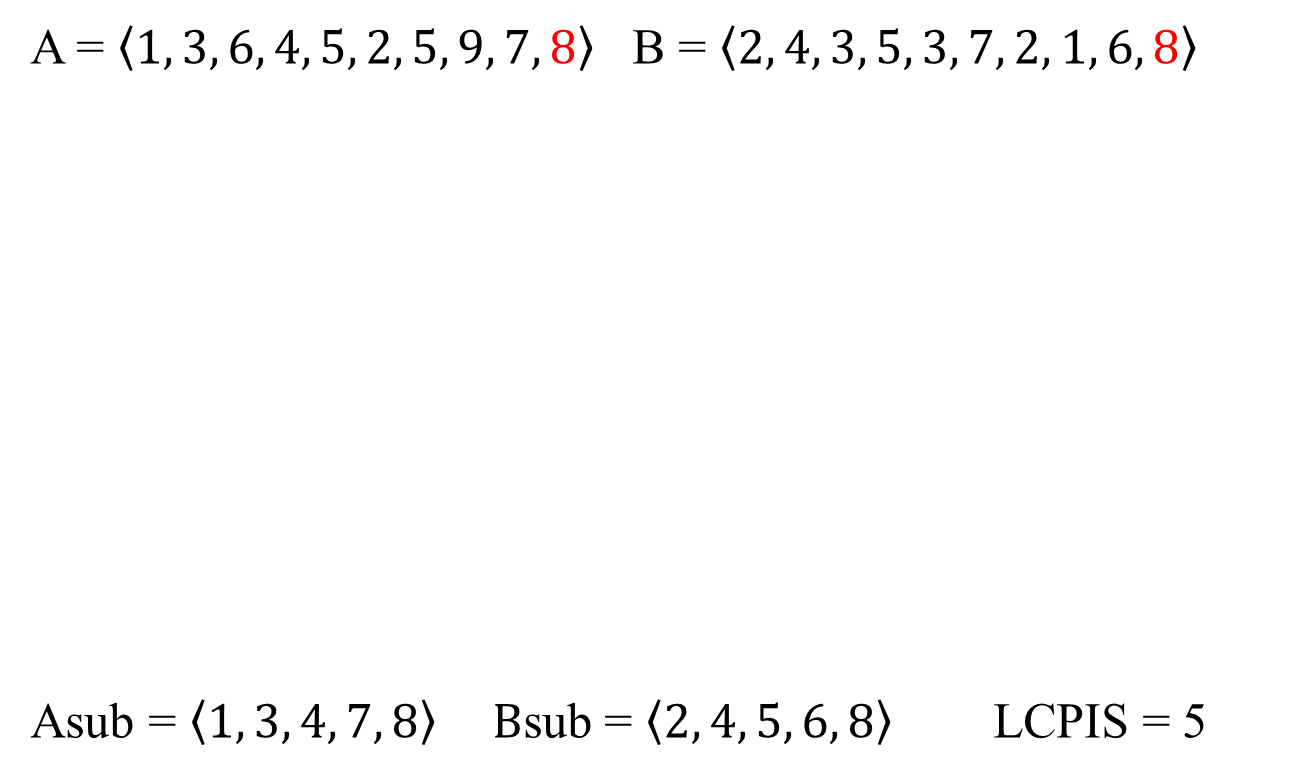 A = ⟨1, 3, 6, 4, 5, 2, 5, 9, 7, 8⟩ B = ⟨2, 4, 3, 5, 3, 7, 2, 1, 6, 8⟩
Asub = ⟨1, 3, 4, 7, 8⟩ Bsub = ⟨2, 4, 5, 6, 8⟩ LCPIS = 5